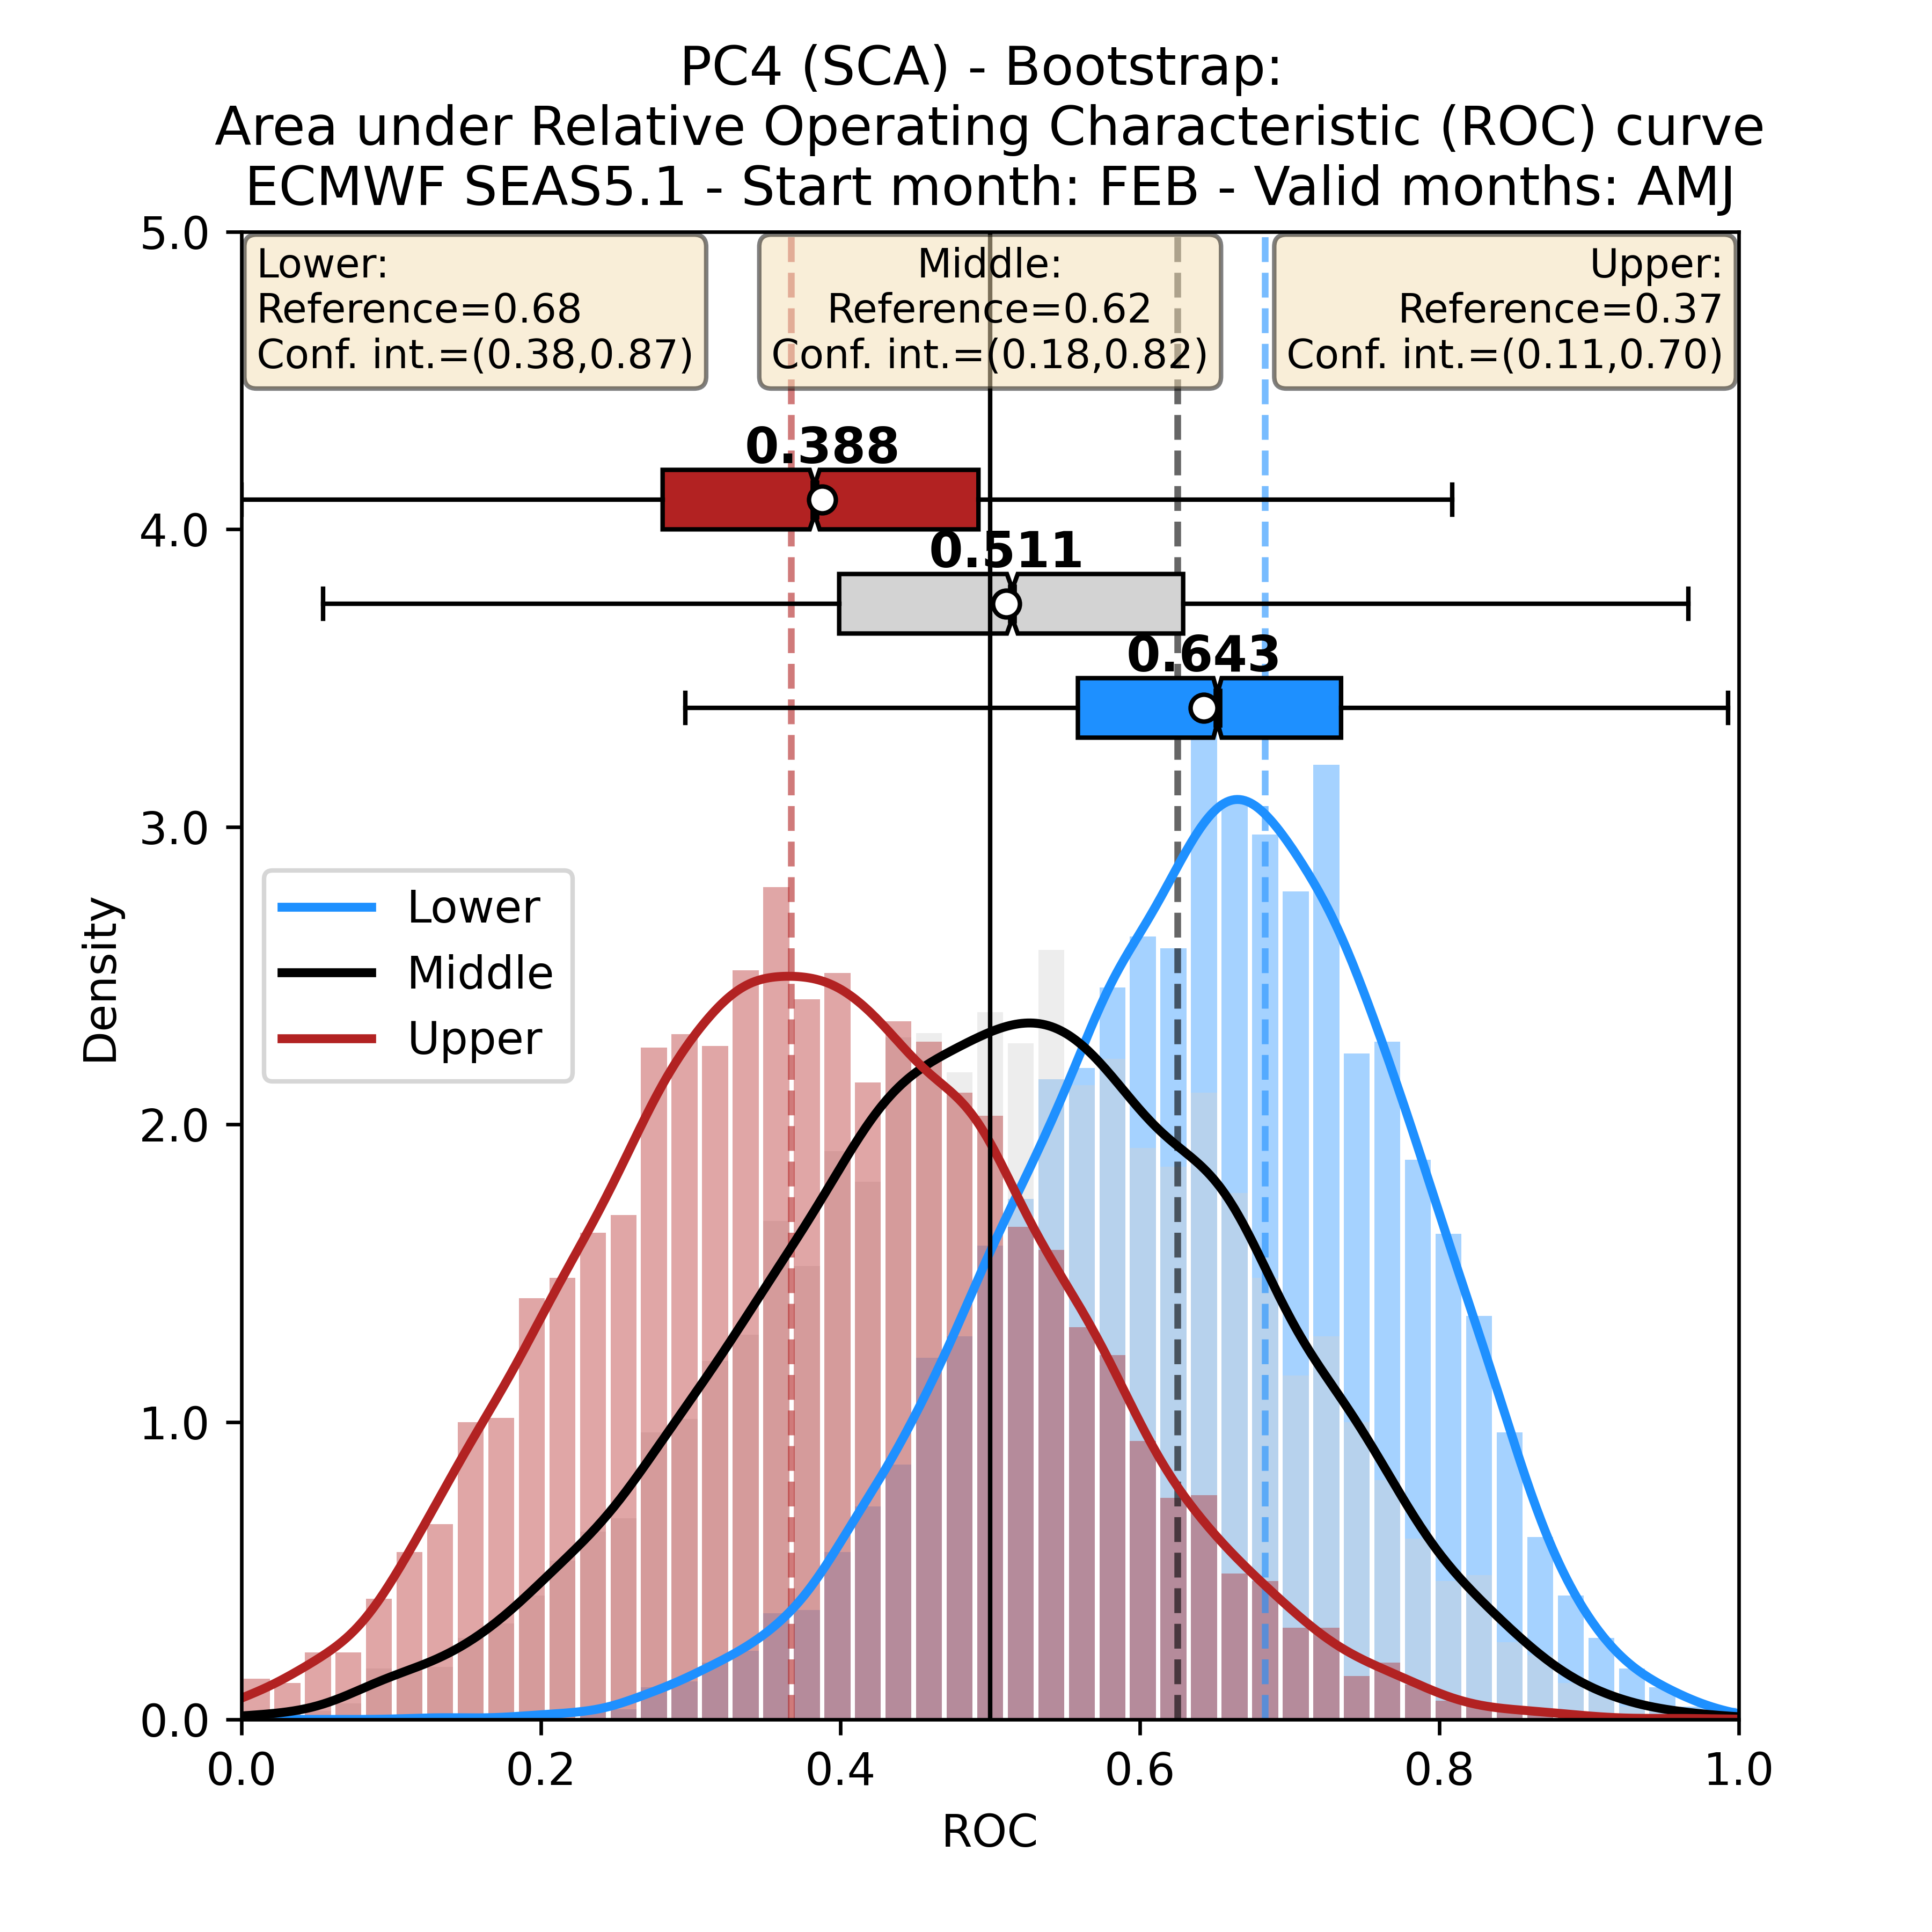 PC4 (SCA) - Bootstrap:
Area under Relative Operating Characteristic (ROC) curve
ECMWF SEAS5.1 - Start month: FEB - Valid months: AMJ
Lower:
Reference=0.68
Conf. int.=(0.38,0.87)
Middle:
Reference=0.62
Conf. int.=(0.18,0.82)
Upper:
Reference=0.37
Conf. int.=(0.11,0.70)
0.388
0.511
0.643
5.0
4.0
3.0
2.0
1.0
0.0
Density
Lower
Middle
Upper
0.0
0.2
0.4
0.6
0.8
1.0
ROC